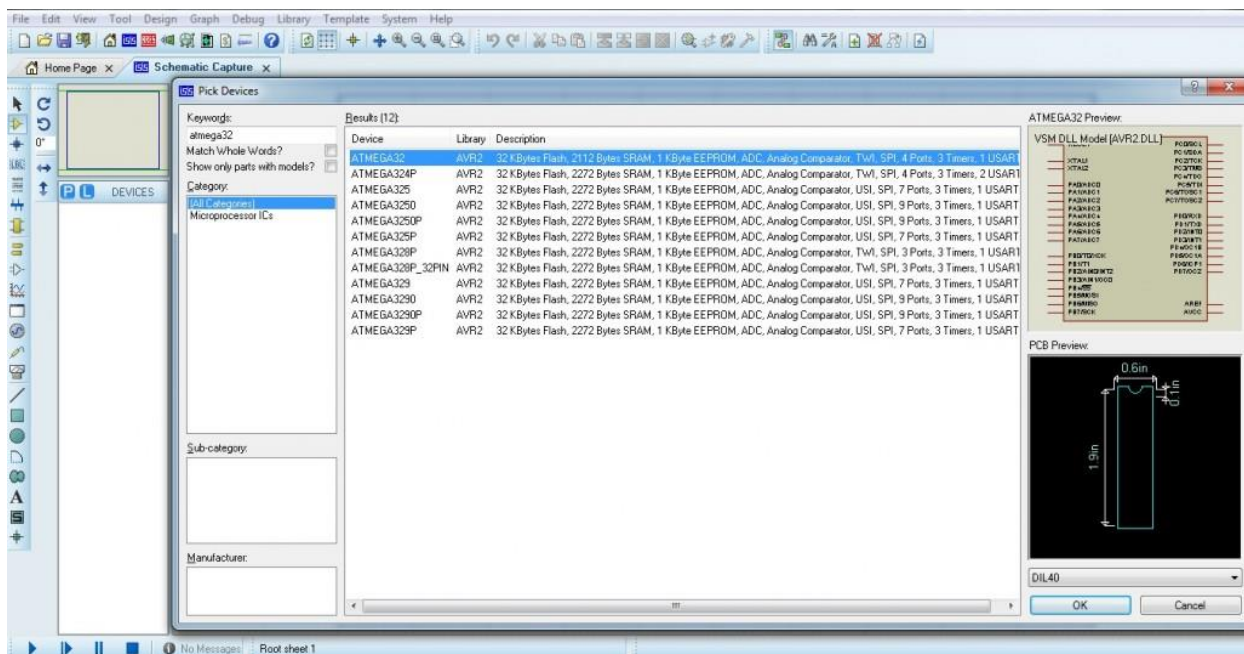 File Edit View Tool Design Graph Debug Library Template System Help
Home Page x ISIS Schematic Capture x
ISIS Pick Devices
0°
P L DEVICES
Keywords:
atmega32
Match Whole Words?
Show only parts with models?
Category:
(All Categories)
Microprocessor ICs
Sub-category:
Manufacturer:
Results (12):
Device Library Description
ATMEGA32 AVR2 32 KBytes Flash, 2112 Bytes SRAM, 1 KByte EEPROM, ADC, Analog Comparator, TWI, SPI, 4 Ports, 3 Timers, 1 USART
ATMEGA324P AVR2 32 KBytes Flash, 2272 Bytes SRAM, 1 KByte EEPROM, ADC, Analog Comparator, TWI, SPI, 4 Ports, 3 Timers, 2 USART
ATMEGA325 AVR2 32 KBytes Flash, 2272 Bytes SRAM, 1 KByte EEPROM, ADC, Analog Comparator, USI, SPI, 7 Ports, 3 Timers, 1 USART
ATMEGA3250 AVR2 32 KBytes Flash, 2272 Bytes SRAM, 1 KByte EEPROM, ADC, Analog Comparator, USI, SPI, 9 Ports, 3 Timers, 1 USART
ATMEGA3250P AVR2 32 KBytes Flash, 2272 Bytes SRAM, 1 KByte EEPROM, ADC, Analog Comparator, USI, SPI, 9 Ports, 3 Timers, 1 USART
ATMEGA325P AVR2 32 KBytes Flash, 2272 Bytes SRAM, 1 KByte EEPROM, ADC, Analog Comparator, USI, SPI, 7 Ports, 3 Timers, 1 USART
ATMEGA328P AVR2 32 KBytes Flash, 2272 Bytes SRAM, 1 KByte EEPROM, ADC, Analog Comparator, TWI, SPI, 3 Ports, 3 Timers, 1 USART
ATMEGA328P_32PIN AVR2 32 KBytes Flash, 2272 Bytes SRAM, 1 KByte EEPROM, ADC, Analog Comparator, TWI, SPI, 3 Ports, 3 Timers, 1 USART
ATMEGA329 AVR2 32 KBytes Flash, 2272 Bytes SRAM, 1 KByte EEPROM, ADC, Analog Comparator, USI, SPI, 7 Ports, 3 Timers, 1 USART
ATMEGA3290 AVR2 32 KBytes Flash, 2272 Bytes SRAM, 1 KByte EEPROM, ADC, Analog Comparator, USI, SPI, 9 Ports, 3 Timers, 1 USART
ATMEGA3290P AVR2 32 KBytes Flash, 2272 Bytes SRAM, 1 KByte EEPROM, ADC, Analog Comparator, USI, SPI, 9 Ports, 3 Timers, 1 USART
ATMEGA329P AVR2 32 KBytes Flash, 2272 Bytes SRAM, 1 KByte EEPROM, ADC, Analog Comparator, USI, SPI, 7 Ports, 3 Timers, 1 USART
ATMEGA32 Preview:
VSM DLL Model [AVR2 DLL]
XTAL1
XTAL2
AREF
AVCC
PCB Preview:
0.6in
0.1in
1.9in
DIL40
OK Cancel
No Messages Root sheet 1